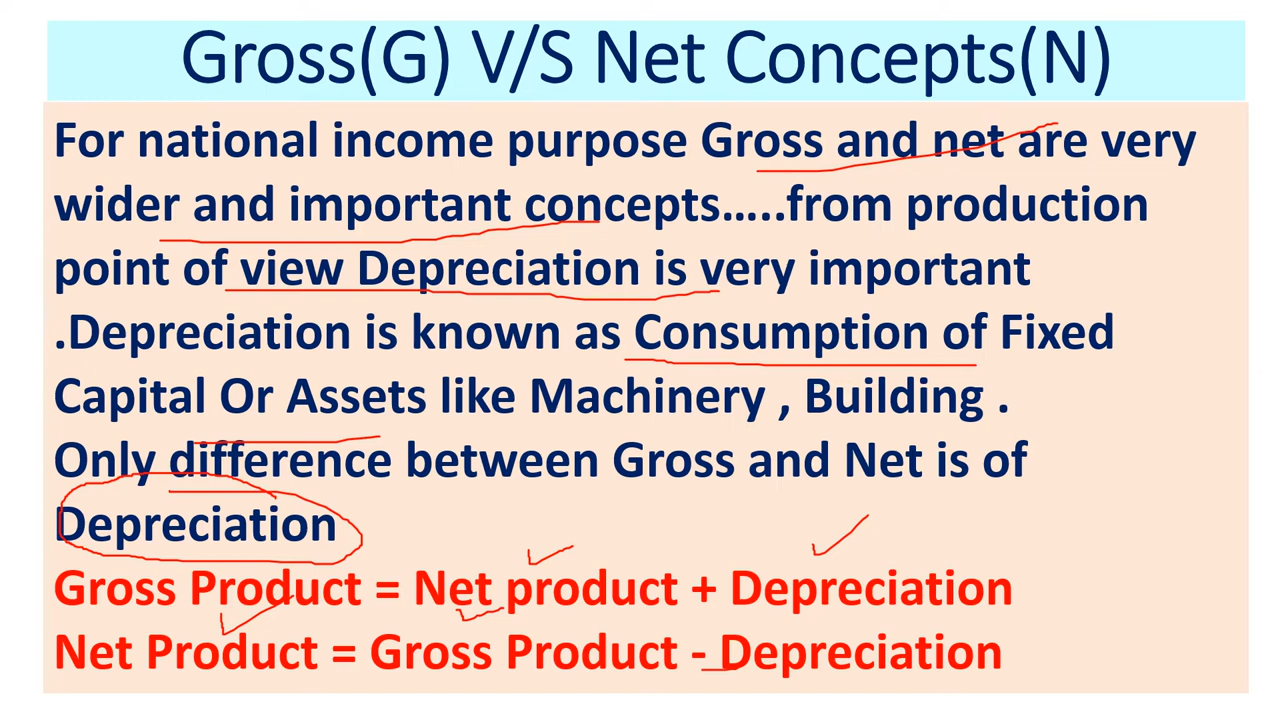 Gross(G) V/S Net Concepts(N)
For national income purpose Gross and net are very
wider and important concepts…..from production
point of view Depreciation is very important
.Depreciation is known as Consumption of Fixed
Capital Or Assets like Machinery , Building .
Only difference between Gross and Net is of
Depreciation
Gross Product = Net product + Depreciation
Net Product = Gross Product - Depreciation